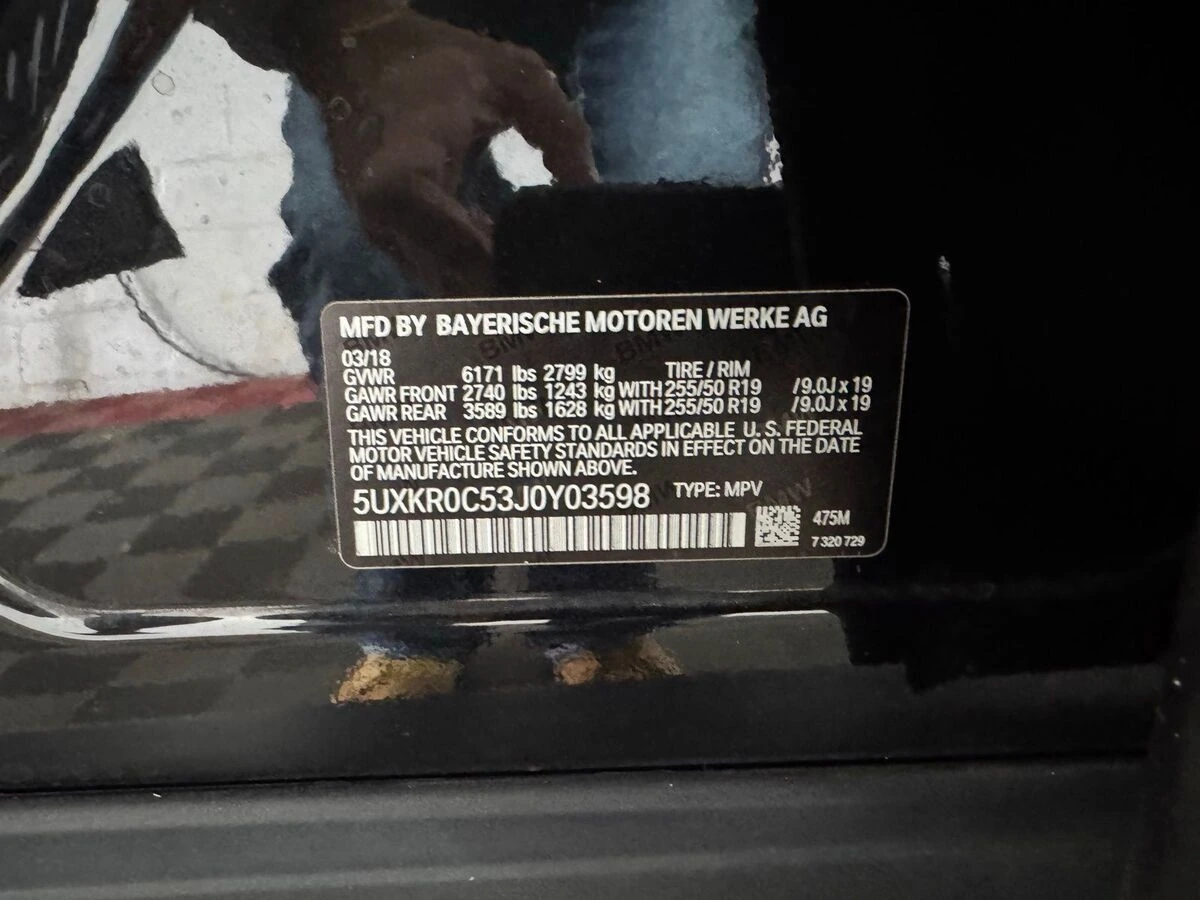 MFD BY BAYERISCHE MOTOREN WERKE AG
03/18
GVWR 6171 lbs 2799 kg TIRE / RIM
GAWR FRONT 2740 lbs 1243 kg WITH 255/50 R19 /9.0J x 19
GAWR REAR 3589 lbs 1628 kg WITH 255/50 R19 /9.0J x 19
THIS VEHICLE CONFORMS TO ALL APPLICABLE U. S. FEDERAL
MOTOR VEHICLE SAFETY STANDARDS IN EFFECT ON THE DATE
OF MANUFACTURE SHOWN ABOVE.
5UXKR0C53J0Y03598 TYPE: MPV
475M
7 320 729